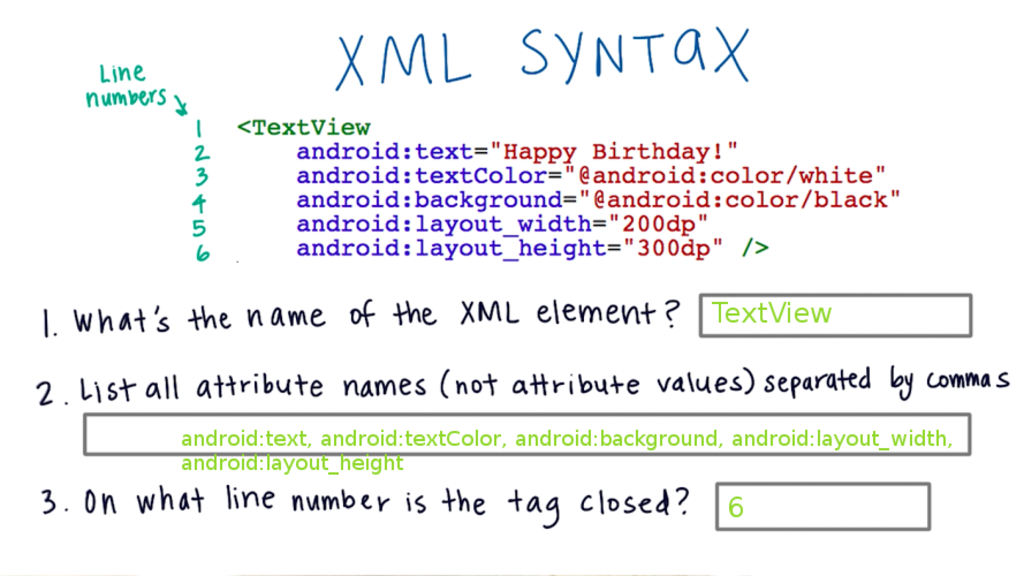 XML SYNTAX
Line
numbers
1 <TextView
2 android:text="Happy Birthday!"
3 android:textColor="@android:color/white"
4 android:background="@android:color/black"
5 android:layout_width="200dp"
6 android:layout_height="300dp" />
1. What's the name of the XML element? TextView
2. List all attribute names (not attribute values) separated by commas
android:text, android:textColor, android:background, android:layout_width,
android:layout_height
3. On what line number is the tag closed? 6